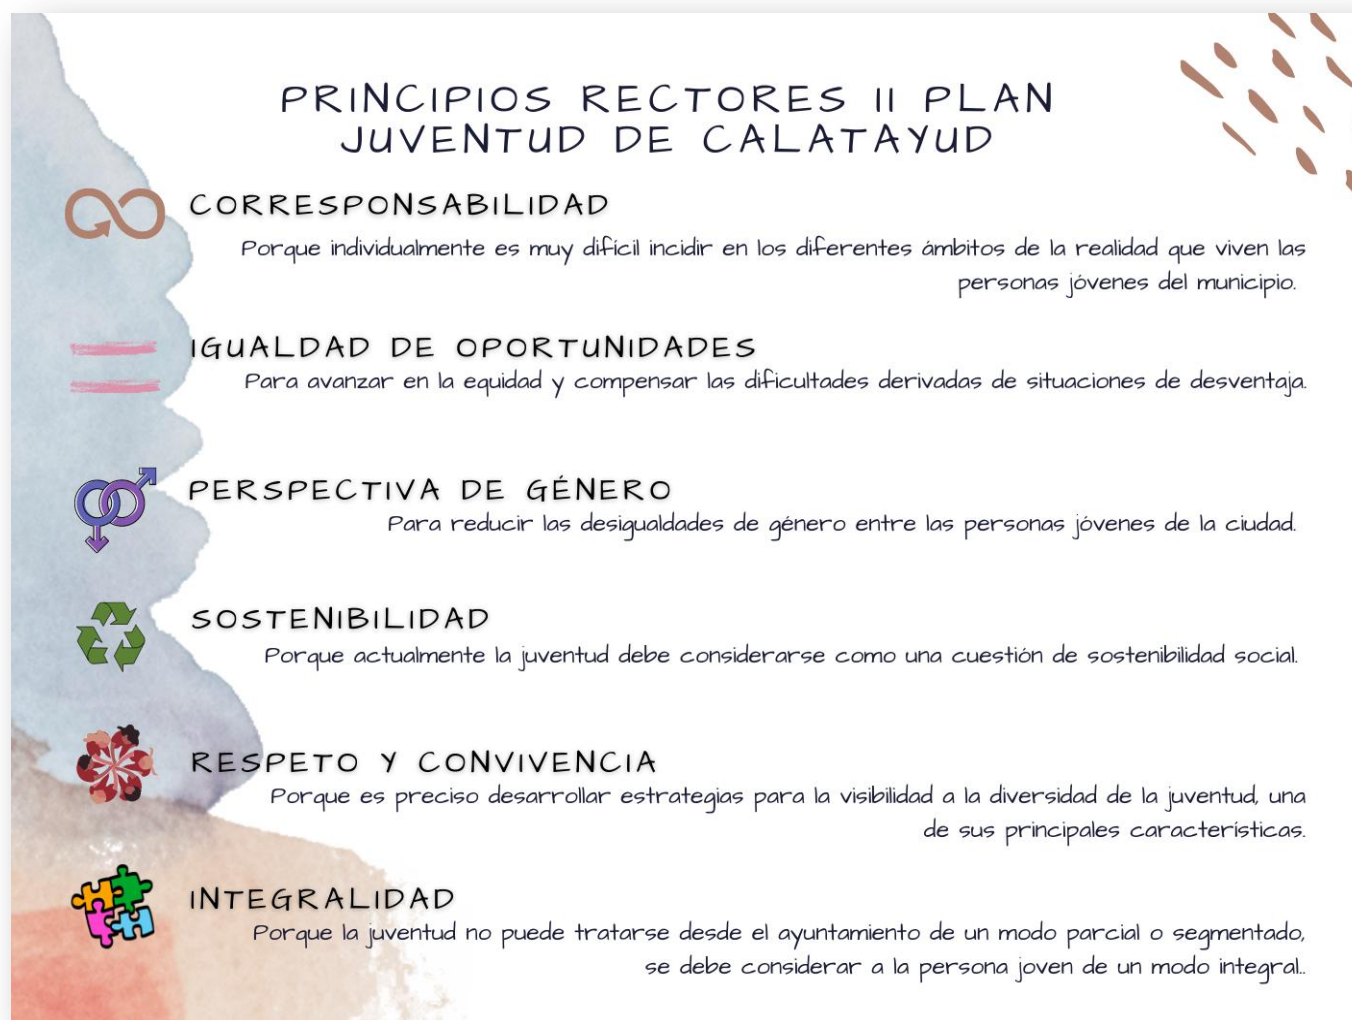 PRINCIPIOS RECTORES II PLAN
JUVENTUD DE CALATAYUD
CORRESPONSABILIDAD
Porque individualmente es muy difícil incidir en los diferentes ámbitos de la realidad que viven las
personas jóvenes del municipio.
IGUALDAD DE OPORTUNIDADES
Para avanzar en la equidad y compensar las dificultades derivadas de situaciones de desventaja.
PERSPECTIVA DE GÉNERO
Para reducir las desigualdades de género entre las personas jóvenes de la ciudad.
SOSTENIBILIDAD
Porque actualmente la juventud debe considerarse como una cuestión de sostenibilidad social.
RESPETO Y CONVIVENCIA
Porque es preciso desarrollar estrategias para la visibilidad a la diversidad de la juventud, una
de sus principales características.
INTEGRALIDAD
Porque la juventud no puede tratarse desde el ayuntamiento de un modo parcial o segmentado,
se debe considerar a la persona joven de un modo integral..